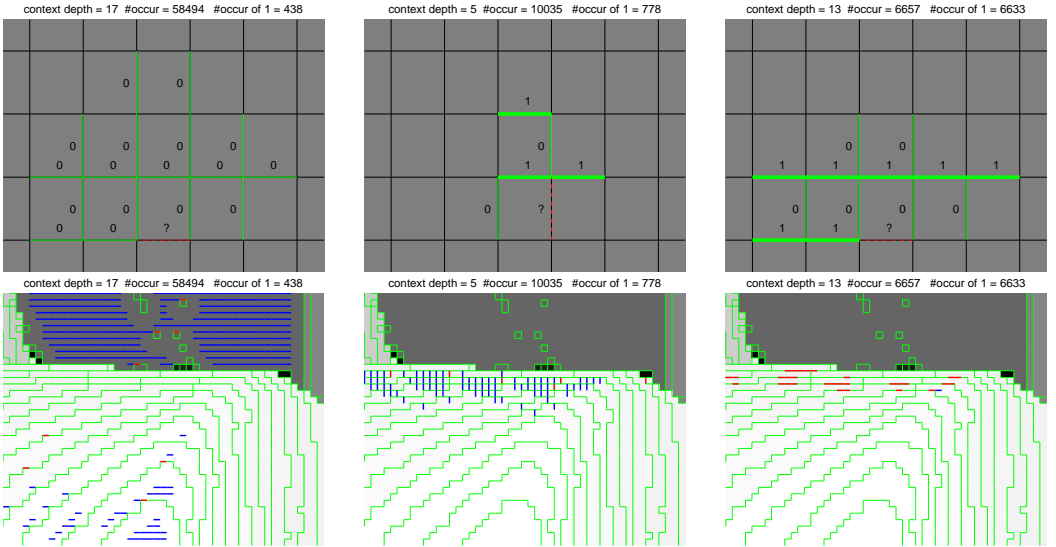 context depth = 17 #occur = 58494 #occur of 1 = 438
context depth = 5 #occur = 10035 #occur of 1 = 778
context depth = 13 #occur = 6657 #occur of 1 = 6633
0 0
0 0 0 0
0 0 0 0 0
0 0 0 0
0 0 ?
1
0
1 1
0 ?
0 0
1 1 1 1 1
0 0 0 0
1 1 ?
context depth = 17 #occur = 58494 #occur of 1 = 438
context depth = 5 #occur = 10035 #occur of 1 = 778
context depth = 13 #occur = 6657 #occur of 1 = 6633